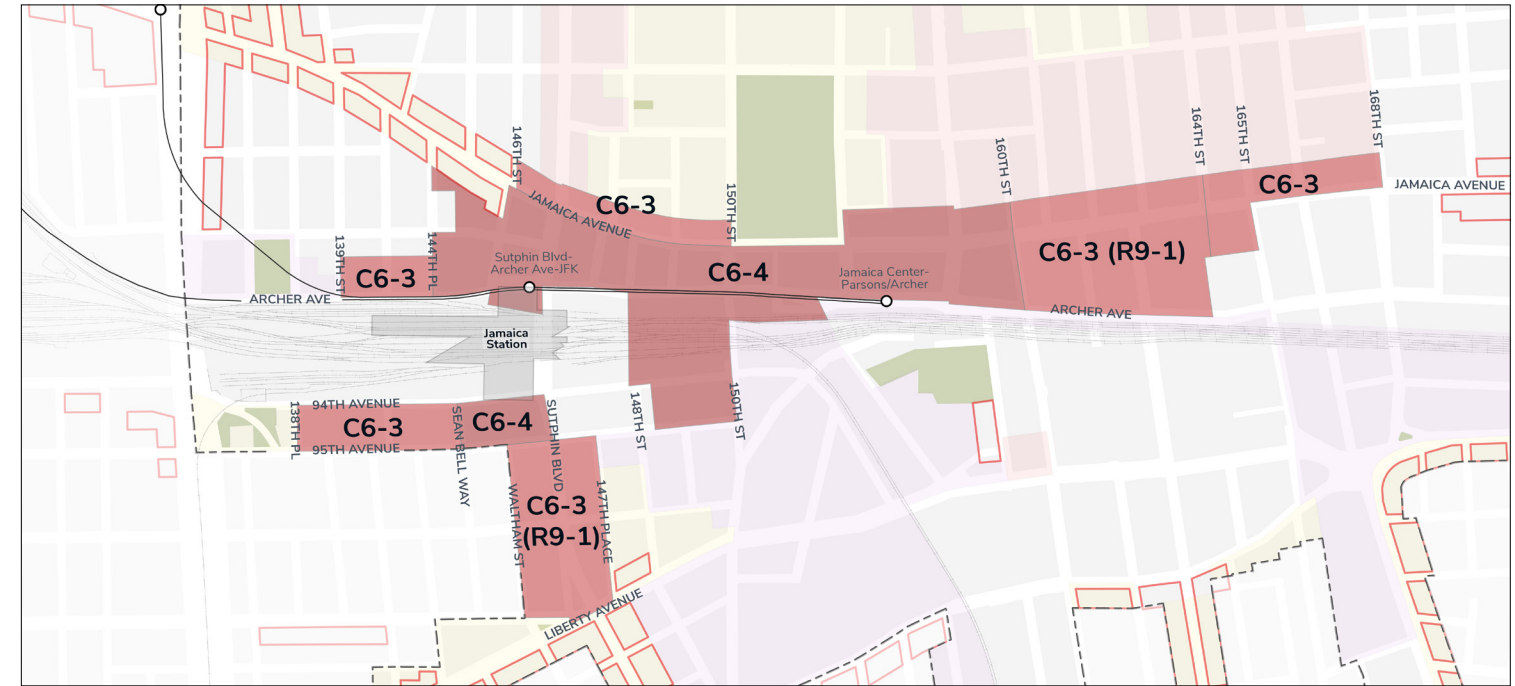 168TH ST
165TH ST
164TH ST
146TH ST
160TH ST
C6-3
JAMAICA AVENUE
150TH ST
JAMAICA AVENUE
C6-3
139TH ST
144TH PL
C6-3
Sutphin Blvd-
Archer Ave-JFK
C6-4
Jamaica Center-
Parsons/Archer
C6-3 (R9-1)
ARCHER AVE
ARCHER AVE
Jamaica
Station
138TH PL
94TH AVENUE
C6-3
95TH AVENUE
SEAN BELL WAY
C6-4
SUTPHIN BLVD
148TH ST
150TH ST
WALTHAM ST
C6-3
(R9-1)
147TH PLACE
LIBERTY AVENUE